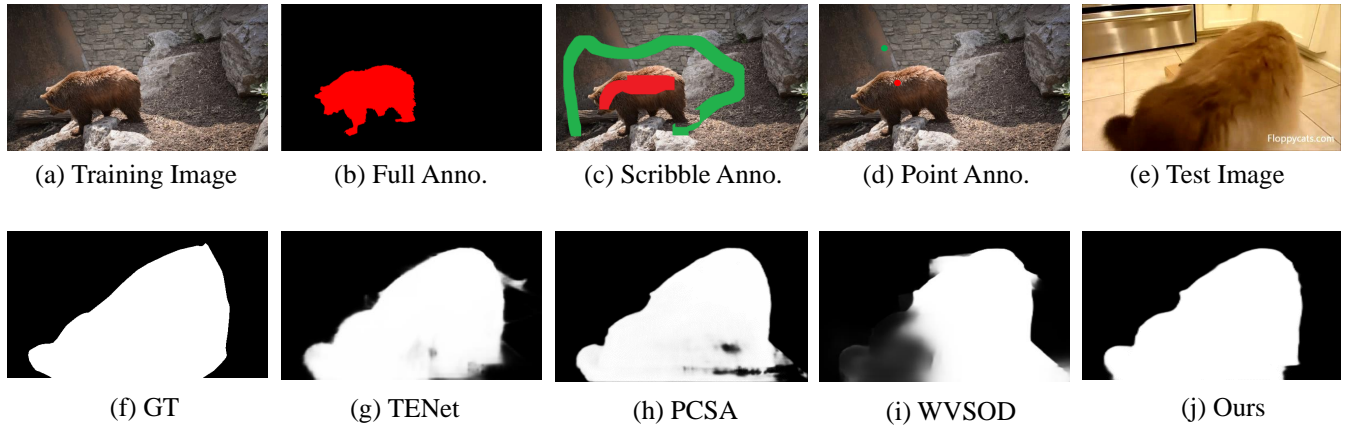 Floppycats.com
(a) Training Image
(b) Full Anno.
(c) Scribble Anno.
(d) Point Anno.
(e) Test Image
(f) GT
(g) TENet
(h) PCSA
(i) WVSOD
(j) Ours